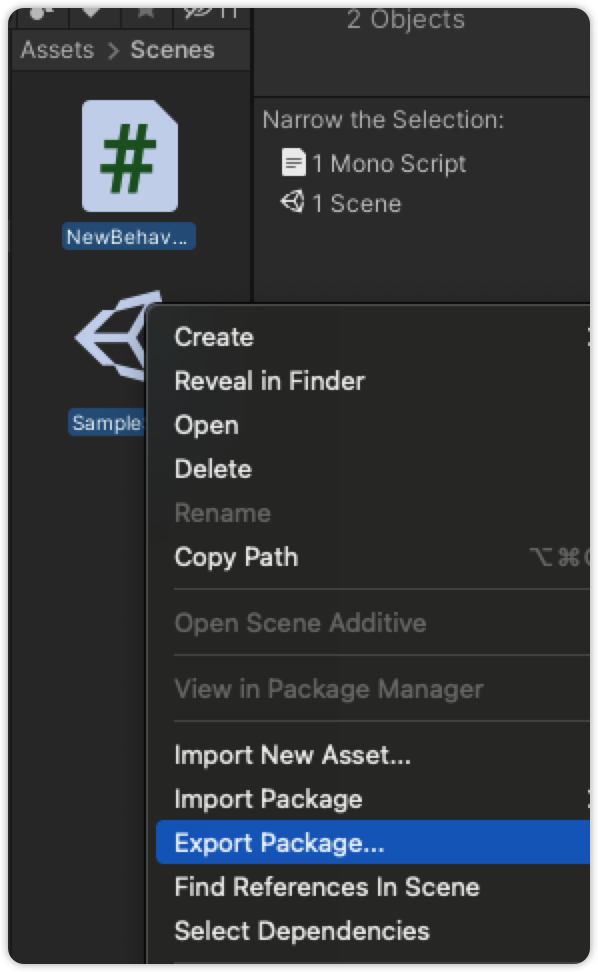 2 Objects
Assets > Scenes
Narrow the Selection:
1 Mono Script
1 Scene
#
NewBehav...
Sample
Create
Reveal in Finder
Open
Delete
Rename
Copy Path ⌥⌘
Open Scene Additive
View in Package Manager
Import New Asset...
Import Package
Export Package...
Find References In Scene
Select Dependencies